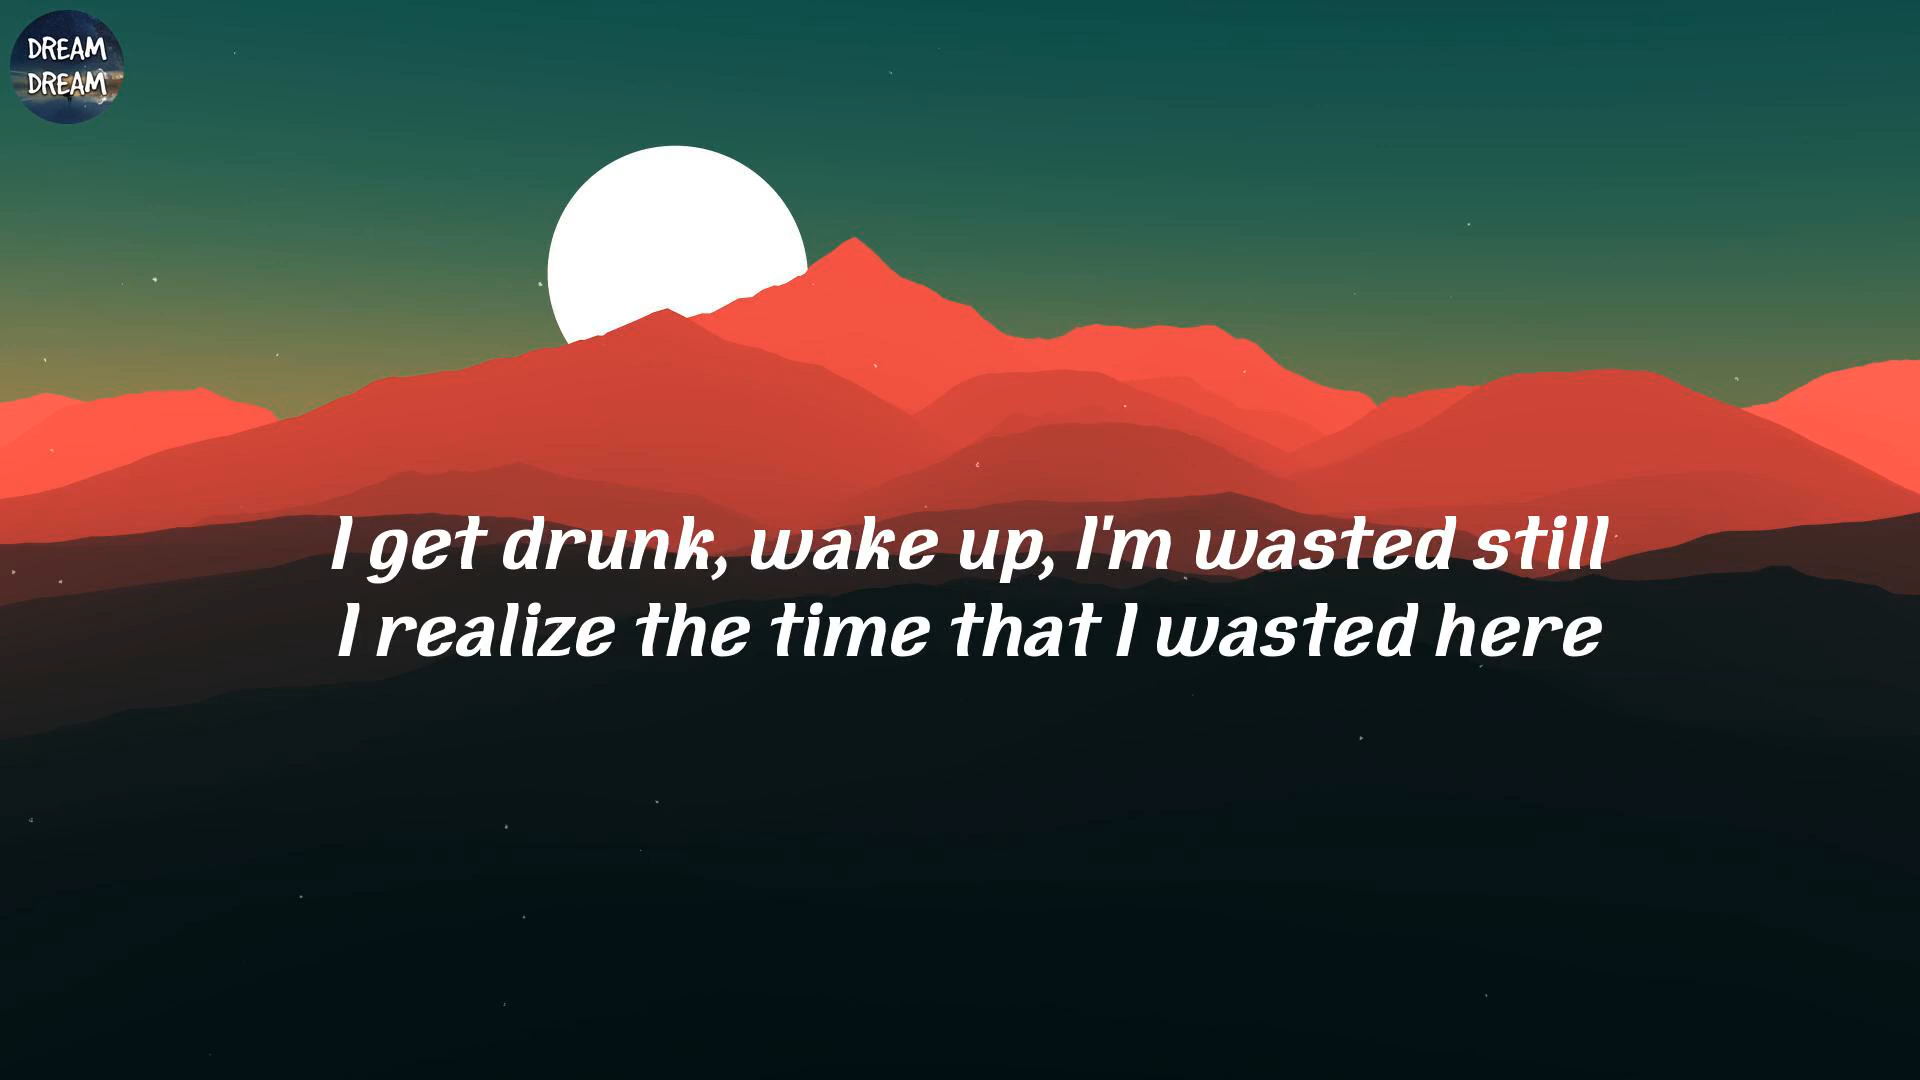 DREAM
DREAM
I get drunk, wake up, I'm wasted still
I realize the time that I wasted here